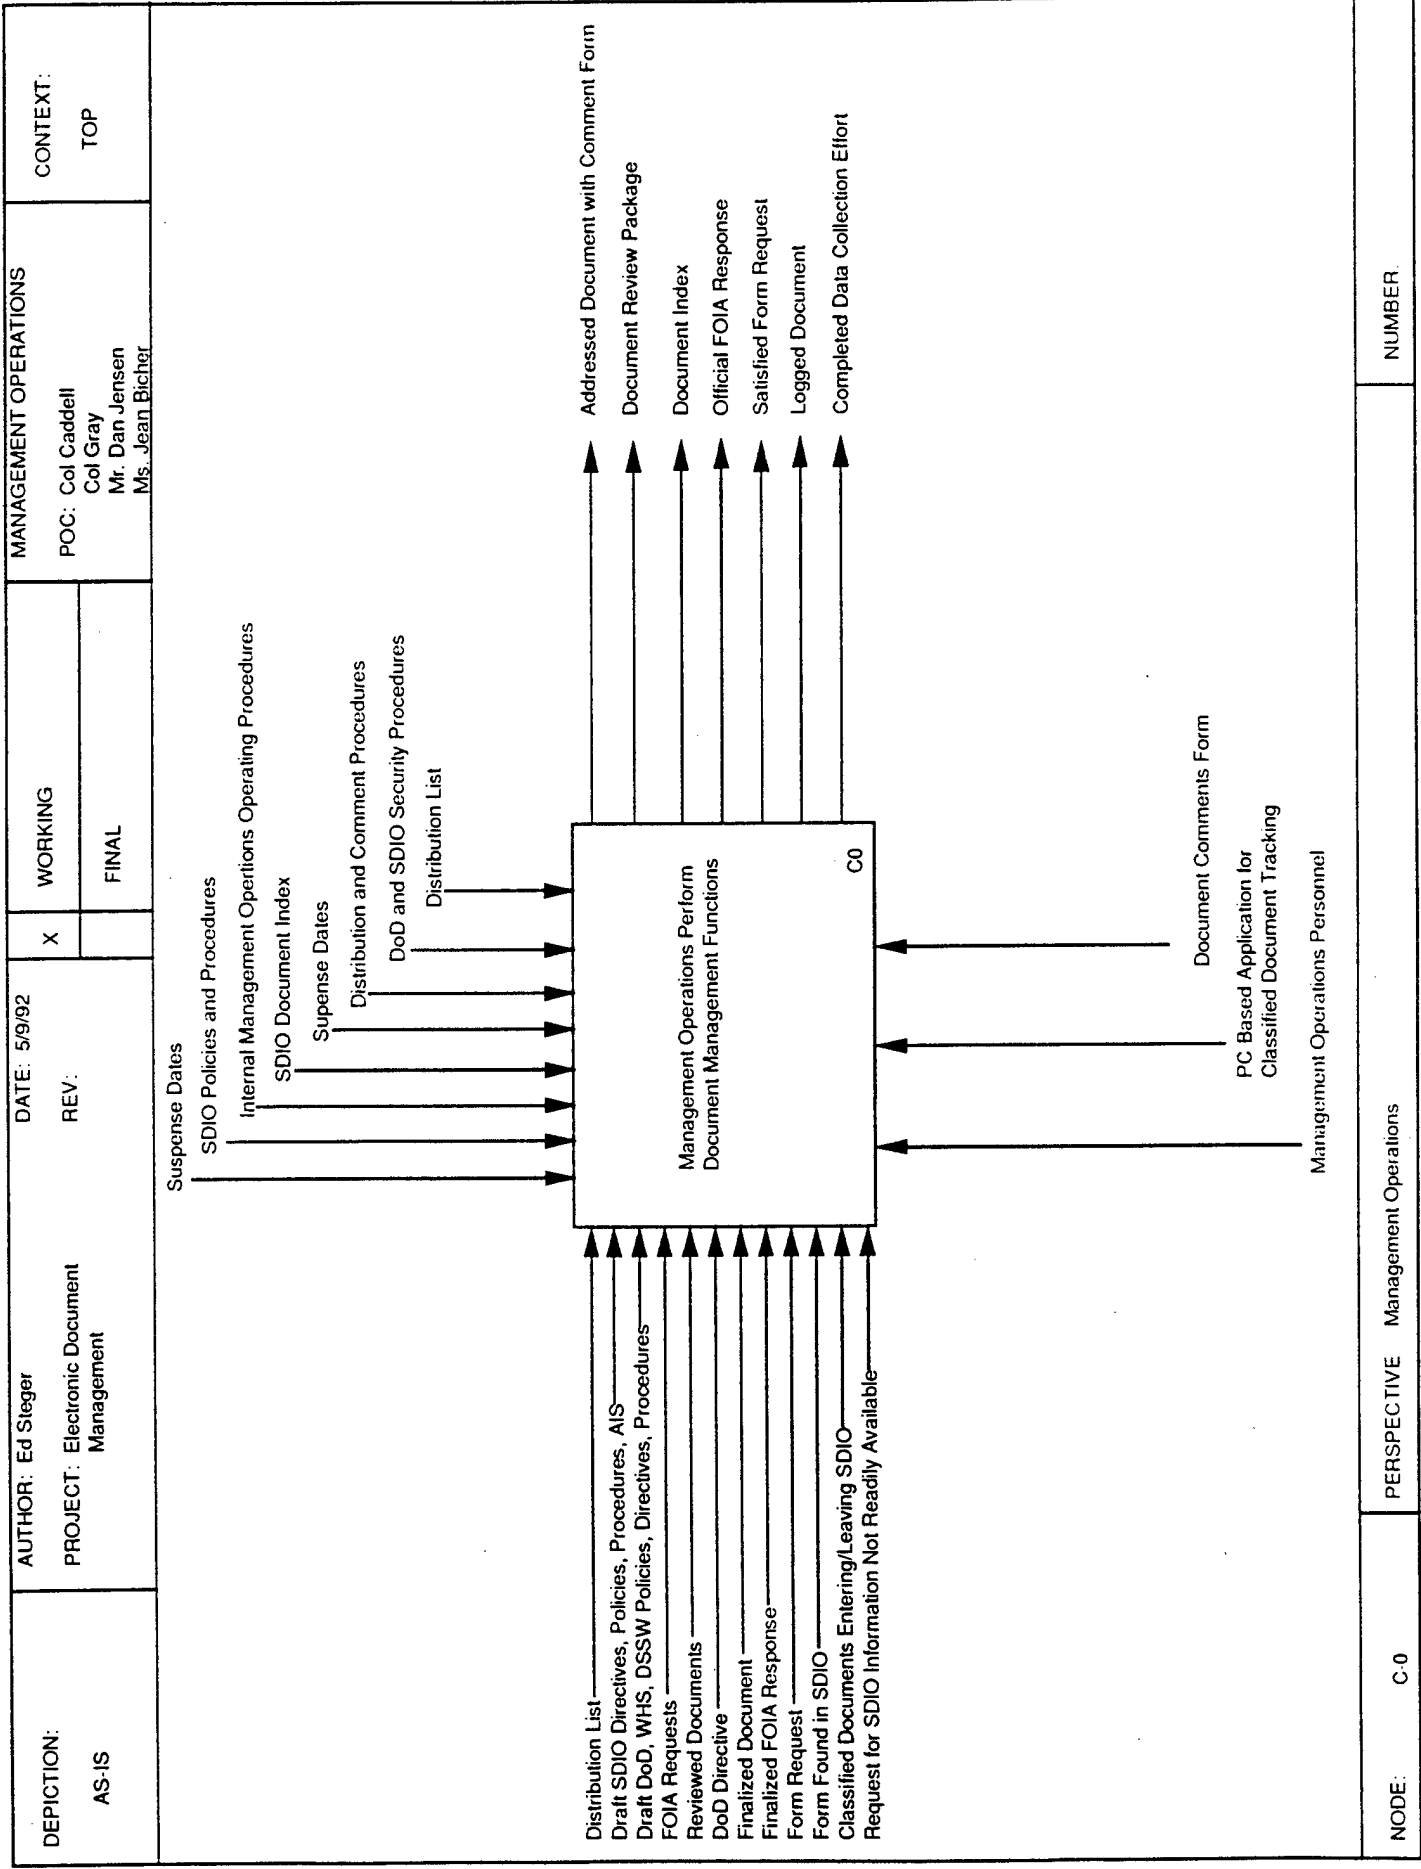 DEPICTION:
AS-IS
AUTHOR: Ed Steger
PROJECT: Electronic Document
Management
DATE: 5/9/92
REV:
X
WORKING
FINAL
MANAGEMENT OPERATIONS
POC: Col Caddell
Col Gray
Mr. Dan Jensen
Ms. Jean Bicher
CONTEXT:
TOP
Suspense Dates
SDIO Policies and Procedures
Internal Management Opertions Operating Procedures
SDIO Document Index
Supense Dates
Distribution and Comment Procedures
DoD and SDIO Security Procedures
Distribution List
Distribution List
Draft SDIO Directives, Policies, Procedures, AIS
Draft DoD, WHS, DSSW Policies, Directives, Procedures
FOIA Requests
Reviewed Documents
DoD Directive
Finalized Document
Finalized FOIA Response
Form Request
Form Found in SDIO
Classified Documents Entering/Leaving SDIO
Request for SDIO Information Not Readily Available
Management Operations Perform
Document Management Functions
C0
Addressed Document with Comment Form
Document Review Package
Document Index
Official FOIA Response
Satisfied Form Request
Logged Document
Completed Data Collection Effort
Document Comments Form
PC Based Application for
Classified Document Tracking
Management Operations Personnel
NODE: C-0
PERSPECTIVE Management Operations
NUMBER